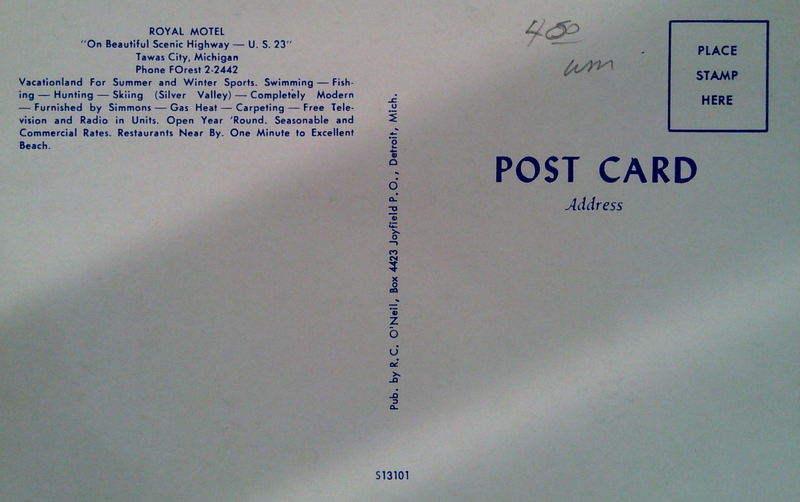 ROYAL MOTEL
"On Beautiful Scenic Highway — U. S. 23"
Tawas City, Michigan
Phone FOrest 2-2442
Vacationland For Summer and Winter Sports. Swimming — Fish-
ing — Hunting — Skiing (Silver Valley) — Completely Modern
— Furnished by Simmons — Gas Heat — Carpeting — Free Tele-
vision and Radio in Units. Open Year 'Round. Seasonable and
Commercial Rates. Restaurants Near By. One Minute to Excellent
Beach.
Pub. by R. C. O'Neil, Box 4423 Jayfield P. O., Detroit, Mich.
S13101
400
PLACE
STAMP
HERE
POST CARD
Address